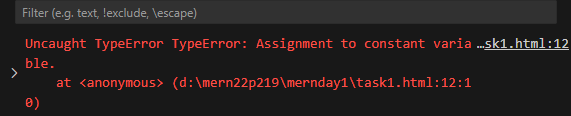 Filter (e.g. text, !exclude, \escape)
Uncaught TypeError TypeError: Assignment to constant varia …sk1.html:12
ble.
at <anonymous> (d:\mern22p219\mernday1\task1.html:12:1
0)